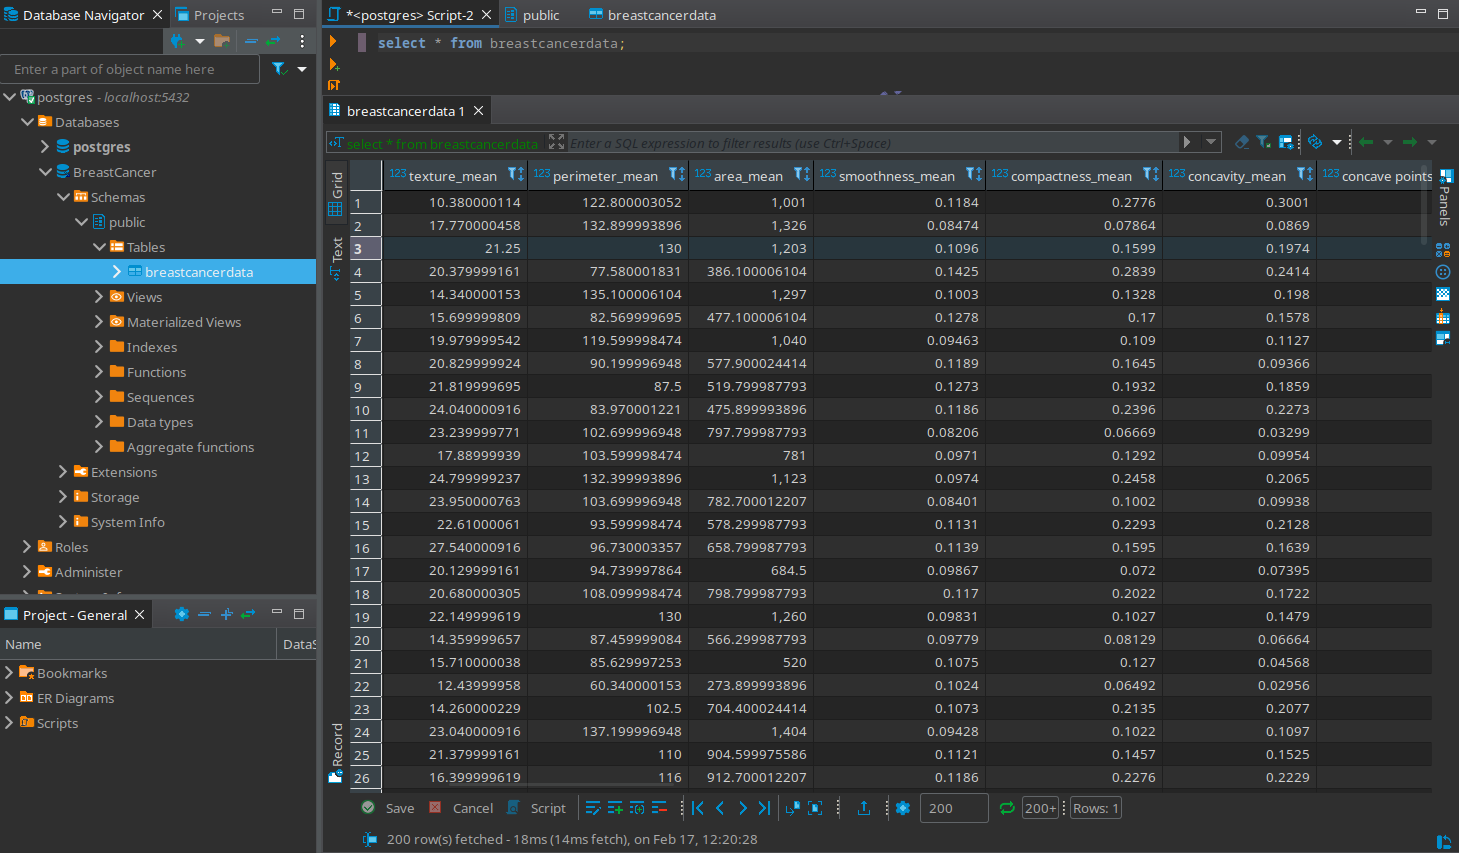 Database Navigator
Projects
*<postgres> Script-2
public
breastcancerdata
Enter a part of object name here
postgres - localhost:5432
Databases
postgres
BreastCancer
Schemas
public
Tables
breastcancerdata
Views
Materialized Views
Indexes
Functions
Sequences
Data types
Aggregate functions
Extensions
Storage
System Info
Roles
Administer
Project - General
Name DataS
Bookmarks
ER Diagrams
Scripts
select * from breastcancerdata;
breastcancerdata 1
select * from breastcancerdata
Enter a SQL expression to filter results (use Ctrl+Space)
Grid
Text
Record
Panels
123 texture_mean 123 perimeter_mean 123 area_mean 123 smoothness_mean 123 compactness_mean 123 concavity_mean 123 concave points
1 10.380000114 122.800003052 1,001 0.1184 0.2776 0.3001
2 17.770000458 132.899993896 1,326 0.08474 0.07864 0.0869
3 21.25 130 1,203 0.1096 0.1599 0.1974
4 20.379999161 77.580001831 386.100006104 0.1425 0.2839 0.2414
5 14.340000153 135.100006104 1,297 0.1003 0.1328 0.198
6 15.699999809 82.569999695 477.100006104 0.1278 0.17 0.1578
7 19.979999542 119.599998474 1,040 0.09463 0.109 0.1127
8 20.829999924 90.199996948 577.900024414 0.1189 0.1645 0.09366
9 21.819999695 87.5 519.799987793 0.1273 0.1932 0.1859
10 24.040000916 83.970001221 475.899993896 0.1186 0.2396 0.2273
11 23.239999771 102.699996948 797.799987793 0.08206 0.06669 0.03299
12 17.88999939 103.599998474 781 0.0971 0.1292 0.09954
13 24.799999237 132.399993896 1,123 0.0974 0.2458 0.2065
14 23.950000763 103.699996948 782.700012207 0.08401 0.1002 0.09938
15 22.61000061 93.599998474 578.299987793 0.1131 0.2293 0.2128
16 27.540000916 96.730003357 658.799987793 0.1139 0.1595 0.1639
17 20.129999161 94.739997864 684.5 0.09867 0.072 0.07395
18 20.680000305 108.099998474 798.799987793 0.117 0.2022 0.1722
19 22.149999619 130 1,260 0.09831 0.1027 0.1479
20 14.359999657 87.459999084 566.299987793 0.09779 0.08129 0.06664
21 15.710000038 85.629997253 520 0.1075 0.127 0.04568
22 12.43999958 60.340000153 273.899993896 0.1024 0.06492 0.02956
23 14.260000229 102.5 704.400024414 0.1073 0.2135 0.2077
24 23.040000916 137.199996948 1,404 0.09428 0.1022 0.1097
25 21.379999161 110 904.599975586 0.1121 0.1457 0.1525
26 16.399999619 116 912.700012207 0.1186 0.2276 0.2229
Save Cancel Script 200 200+ Rows: 1
200 row(s) fetched - 18ms (14ms fetch), on Feb 17, 12:20:28